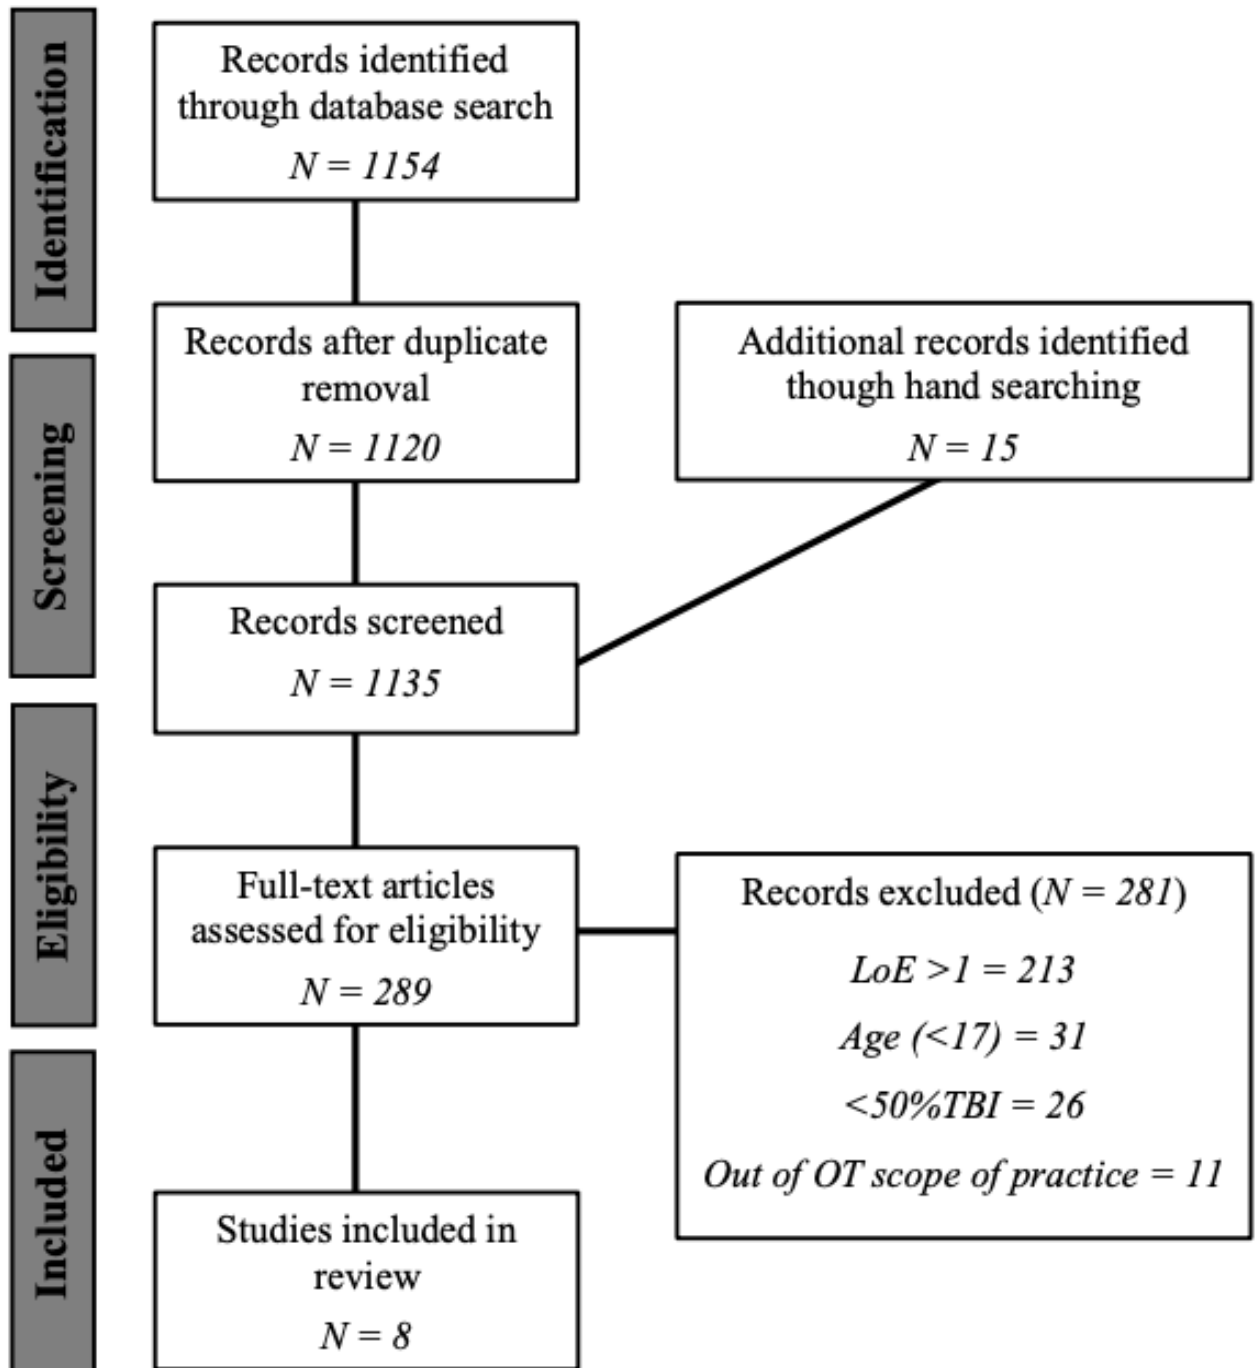 Identification
Records identified
through database search
N = 1154
Screening
Records after duplicate
removal
N = 1120
Additional records identified
though hand searching
N = 15
Records screened
N = 1135
Eligibility
Full-text articles
assessed for eligibility
N = 289
Records excluded (N = 281)
LoE >1 = 213
Age (<17) = 31
<50%TBI = 26
Out of OT scope of practice = 11
Included
Studies included in
review
N = 8